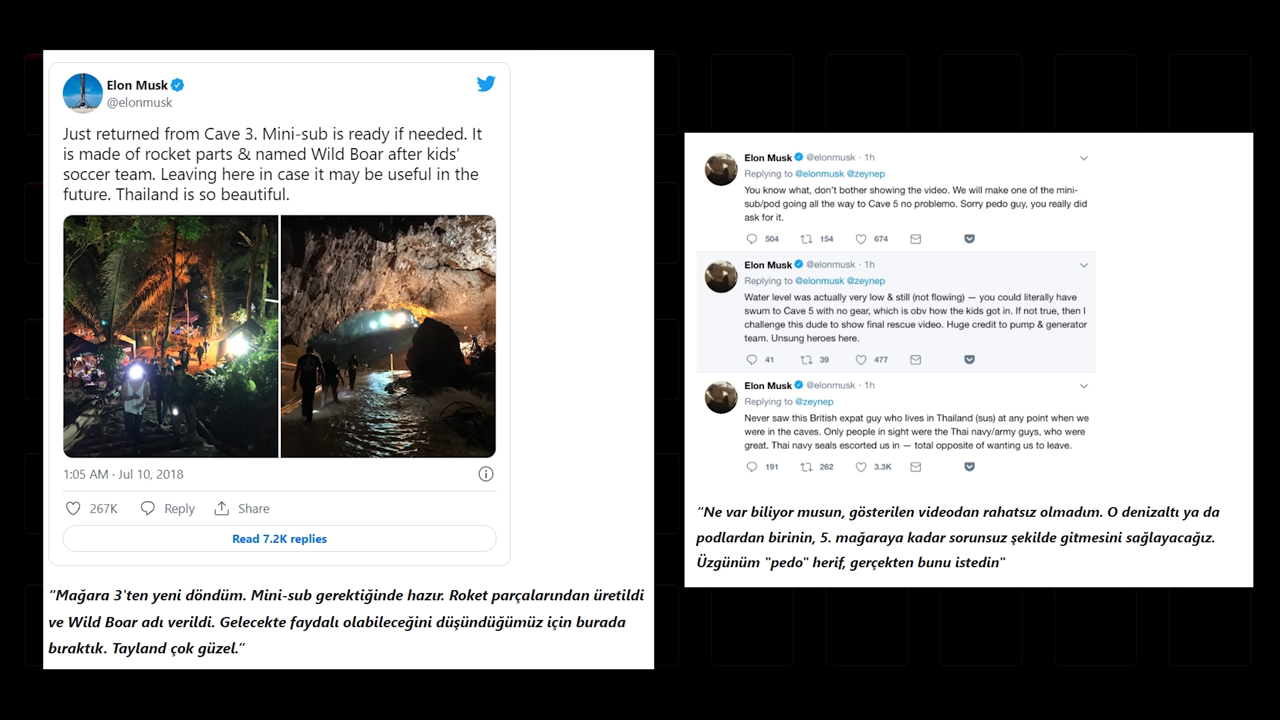 Elon Musk
@elonmusk
Just returned from Cave 3. Mini-sub is ready if needed. It
is made of rocket parts & named Wild Boar after kids’
soccer team. Leaving here in case it may be useful in the
future. Thailand is so beautiful.
1:05 AM · Jul 10, 2018
267K Reply Share
Read 7.2K replies
“Mağara 3'ten yeni döndüm. Mini-sub gerektiğinde hazır. Roket parçalarından üretildi
ve Wild Boar adı verildi. Gelecekte faydalı olabileceğini düşündüğümüz için burada
bıraktık. Tayland çok güzel.”
Elon Musk @elonmusk · 1h
Replying to @elonmusk @zeynep
You know what, don’t bother showing the video. We will make one of the mini-
sub/pod going all the way to Cave 5 no problemo. Sorry pedo guy, you really did
ask for it.
504 154 674
Elon Musk @elonmusk · 1h
Replying to @elonmusk @zeynep
Water level was actually very low & still (not flowing) — you could literally have
swum to Cave 5 with no gear, which is obv how the kids got in. If not true, then I
challenge this dude to show final rescue video. Huge credit to pump & generator
team. Unsung heroes here.
41 39 477
Elon Musk @elonmusk · 1h
Replying to @zeynep
Never saw this British expat guy who lives in Thailand (sus) at any point when we
were in the caves. Only people in sight were the Thai navy/army guys, who were
great. Thai navy seals escorted us in — total opposite of wanting us to leave.
191 262 3.3K
“Ne var biliyor musun, gösterilen videodan rahatsız olmadım. O denizaltı ya da
podlardan birinin, 5. mağaraya kadar sorunsuz şekilde gitmesini sağlayacağız.
Üzgünüm "pedo" herif, gerçekten bunu istedin"